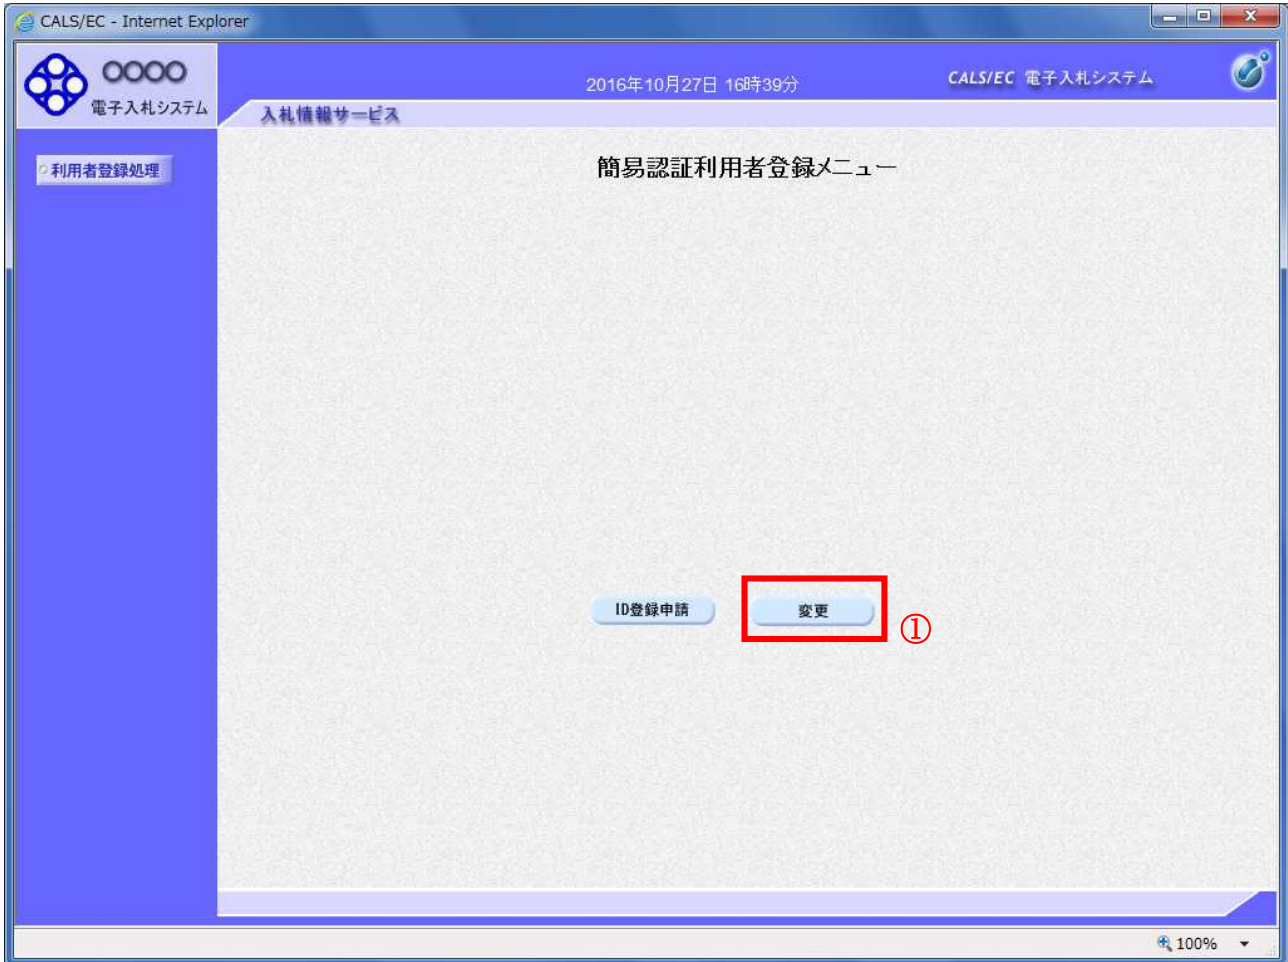 CALS/EC - Internet Explorer
○○○○
電子入札システム
2016年10月27日 16時39分
CALS/EC 電子入札システム
入札情報サービス
利用者登録処理
簡易認証利用者登録メニュー
ID登録申請
変更
①
100%